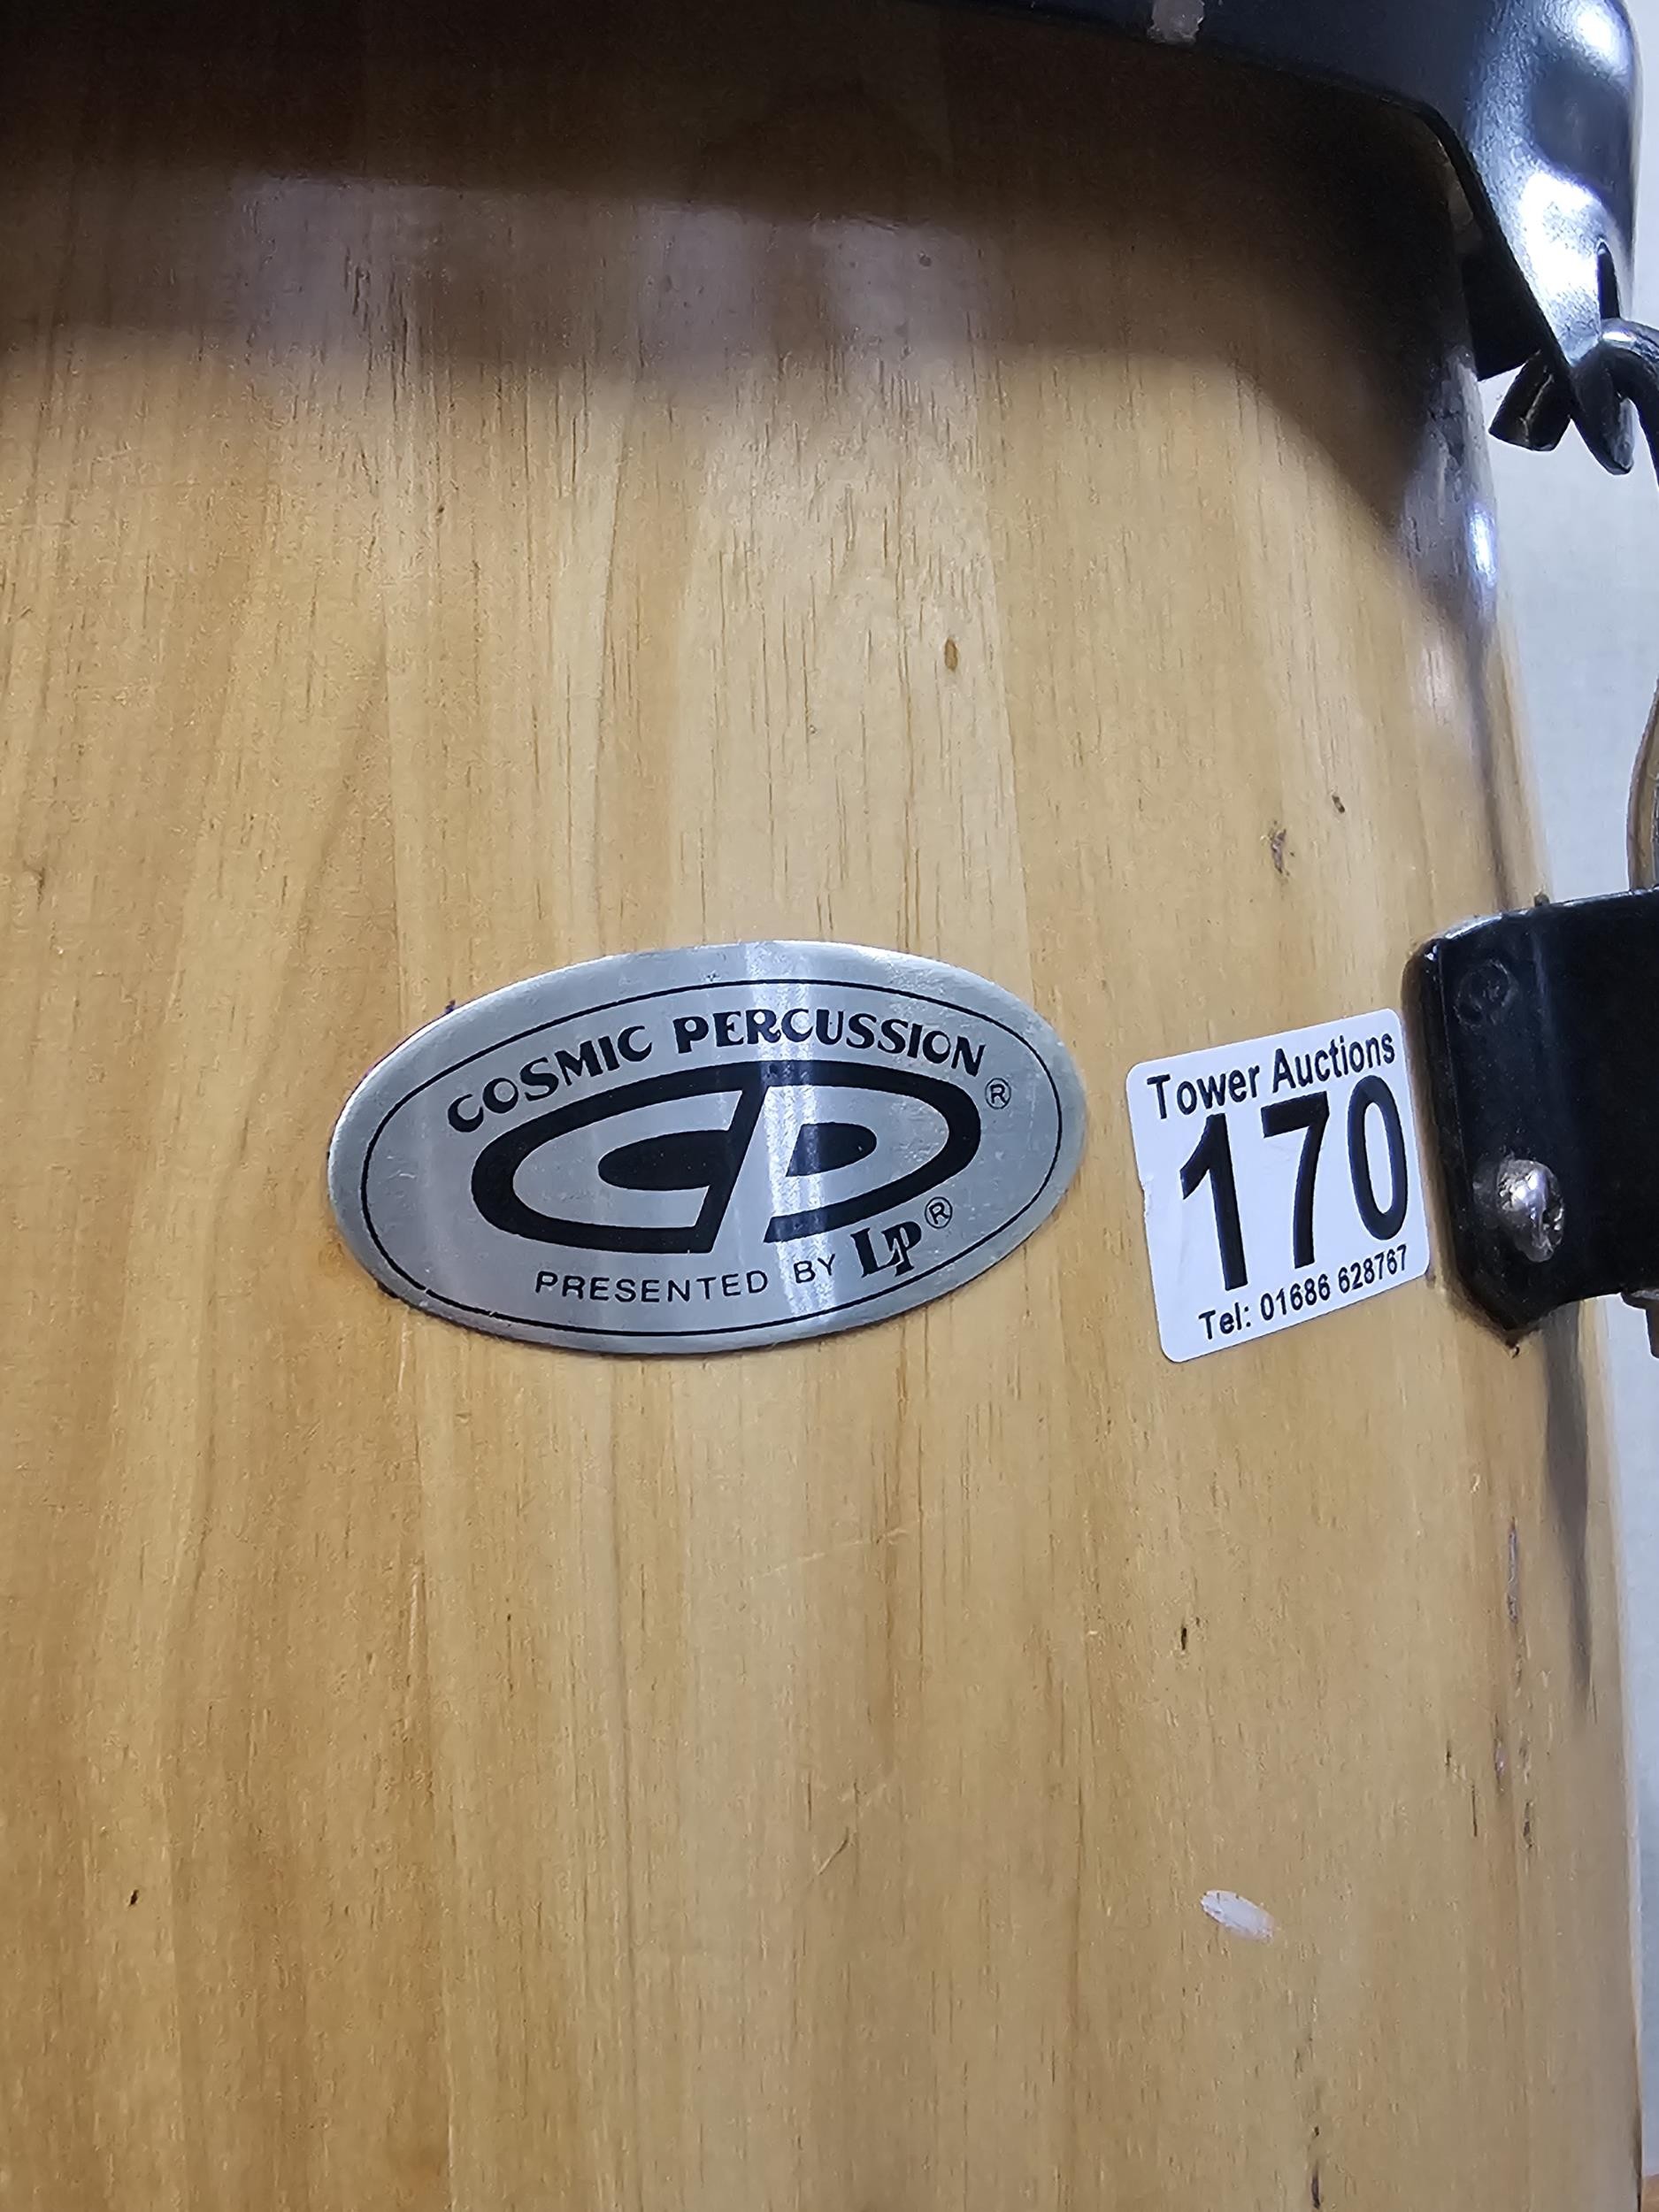 COSMIC PERCUSSION ®
CP
PRESENTED BY LP ®
Tower Auctions
170
Tel: 01686 628767